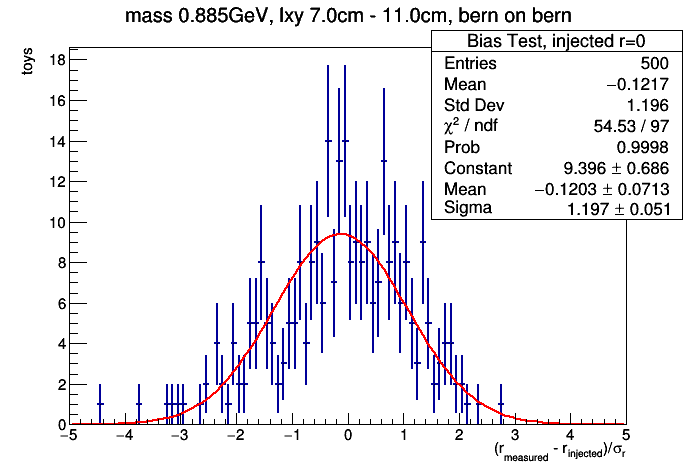 mass 0.885GeV, lxy 7.0cm - 11.0cm, bern on bern
Bias Test, injected r=0
Entries 500
Mean −0.1217
Std Dev 1.196
χ² / ndf 54.53 / 97
Prob 0.9998
Constant 9.396 ± 0.686
Mean −0.1203 ± 0.0713
Sigma 1.197 ± 0.051
toys
18
16
14
12
10
8
6
4
2
0
−5 −4 −3 −2 −1 0 1 2 3 4 5
(r_measured - r_injected)/σ_r